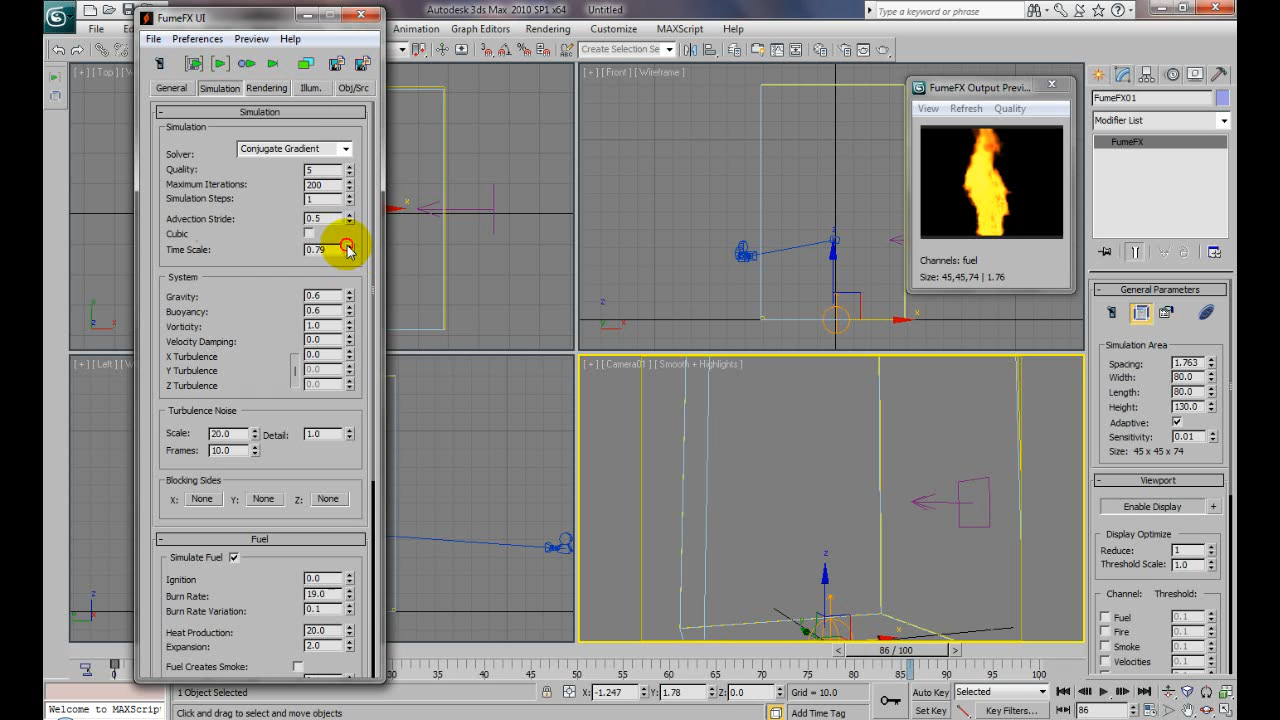 Autodesk 3ds Max 2010 SP1 x64 Untitled
Type a keyword or phrase
Animation Graph Editors Rendering Customize MAXScript Help
Create Selection Se
FumeFX UI
File Preferences Preview Help
General Simulation Rendering Illum. Obj/Src
Simulation
Simulation
Solver: Conjugate Gradient
Quality: 5
Maximum Iterations: 200
Simulation Steps: 1
Advection Stride: 0.5
Cubic
Time Scale: 0.79
System
Gravity: 0.6
Buoyancy: 0.6
Vorticity: 1.0
Velocity Damping: 0.0
X Turbulence 0.0
Y Turbulence 0.0
Z Turbulence 0.0
Turbulence Noise
Scale: 20.0 Detail: 1.0
Frames: 10.0
Blocking Sides
X: None Y: None Z: None
Fuel
Simulate Fuel
Ignition 0.0
Burn Rate: 19.0
Burn Rate Variation: 0.1
Heat Production: 20.0
Expansion: 2.0
Fuel Creates Smoke:
[+] [Top]
[+] [Front] [Wireframe]
[+] [Left]
[+] [Camera01] [Smooth + Highlights]
FumeFX Output Previ...
View Refresh Quality
Channels: fuel
Size: 45,45,74 | 1.76
FumeFX01
Modifier List
FumeFX
General Parameters
Simulation Area
Spacing: 1.763
Width: 80.0
Length: 80.0
Height: 130.0
Adaptive:
Sensitivity: 0.01
Size: 45 x 45 x 74
Viewport
Enable Display +
Display Optimize
Reduce: 1
Threshold Scale: 1.0
Channel: Threshold:
Fuel 0.1
Fire 0.1
Smoke 0.1
Velocities 0.1
86 / 100
30 35 40 45 50 55 60 65 70 75 80 85 90 95 100
1 Object Selected X: -1.247 Y: 1.78 Z: 0.0 Grid = 10.0 Auto Key Selected
Welcome to MAXScript
Click and drag to select and move objects Add Time Tag Set Key Key Filters... 86